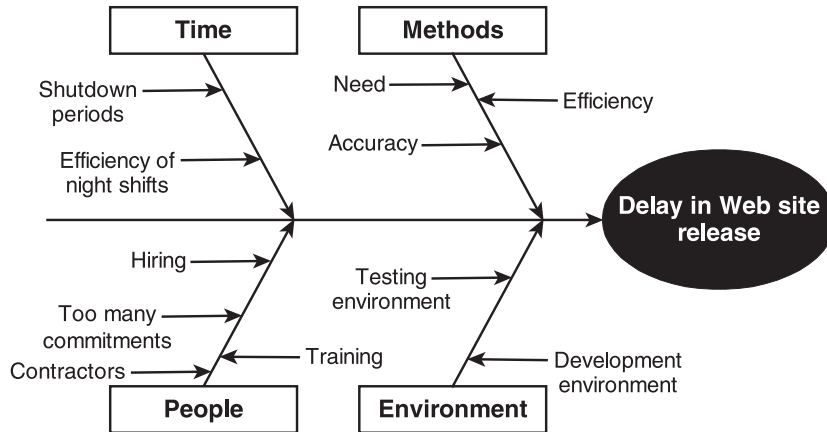 Time
Methods
Shutdown
periods
Need
Efficiency
Efficiency of
night shifts
Accuracy
Delay in Web site
release
Hiring
Testing
environment
Too many
commitments
Training
Contractors
Development
environment
People
Environment